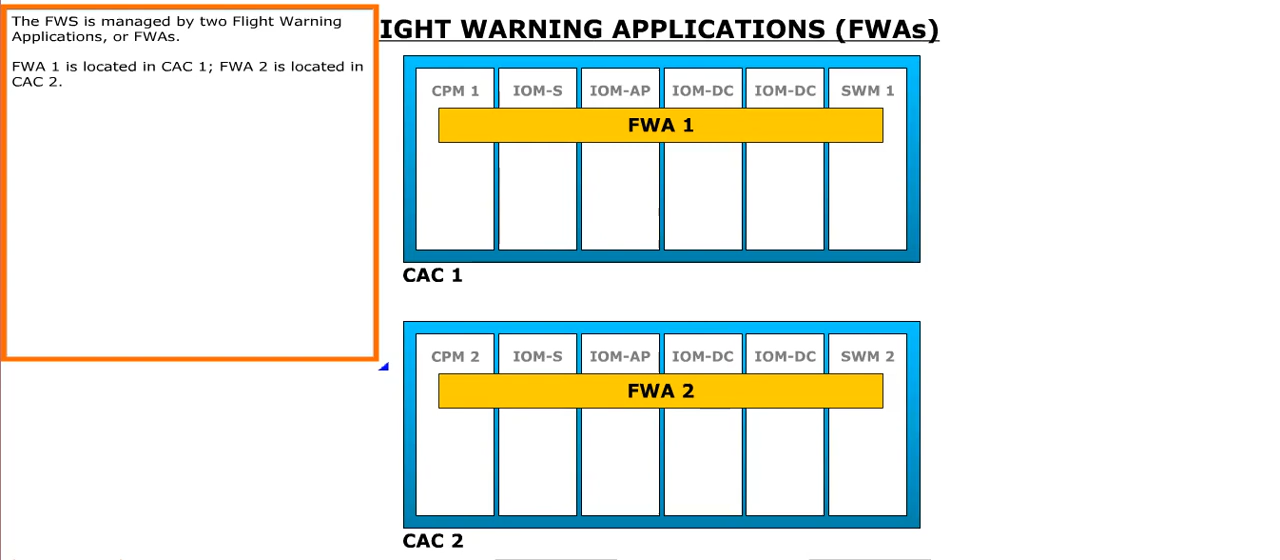 The FWS is managed by two Flight Warning
Applications, or FWAs.
FWA 1 is located in CAC 1; FWA 2 is located in
CAC 2.
IGHT WARNING APPLICATIONS (FWAs)
CPM 1 IOM-S IOM-AP IOM-DC IOM-DC SWM 1
FWA 1
CAC 1
CPM 2 IOM-S IOM-AP IOM-DC IOM-DC SWM 2
FWA 2
CAC 2